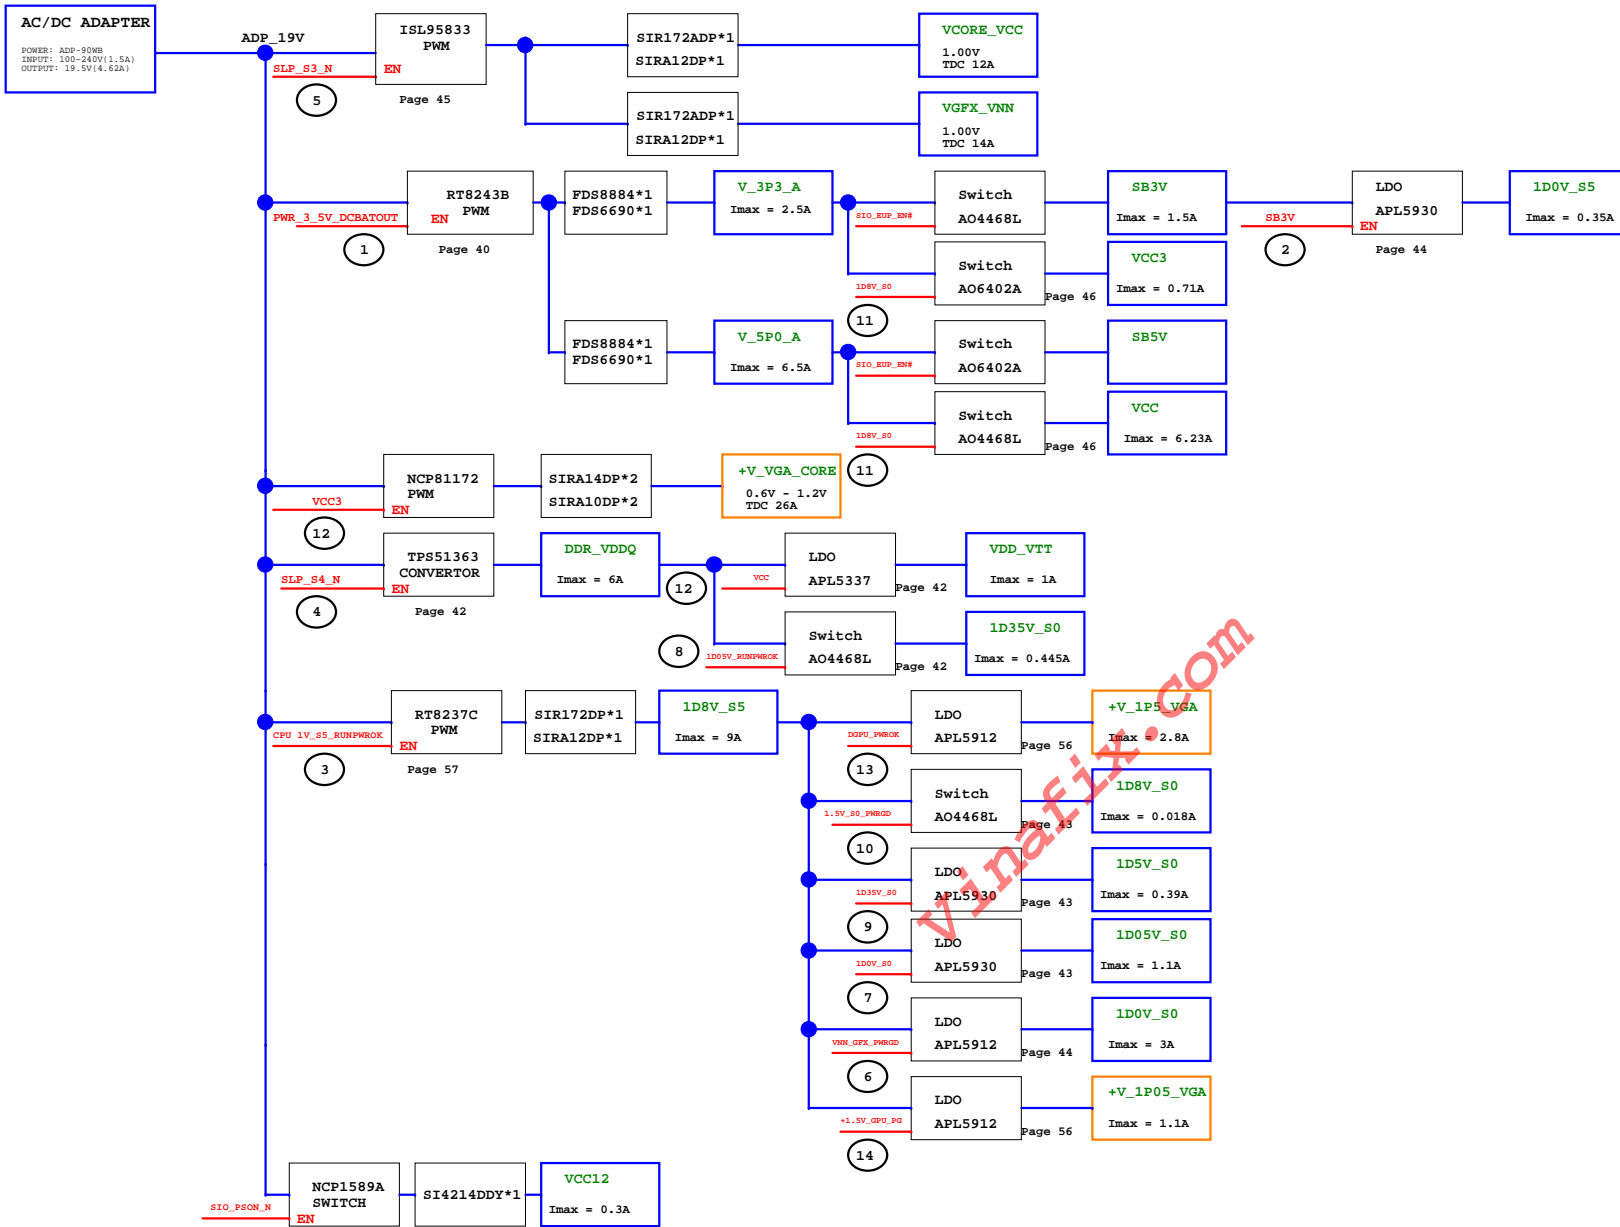 AC/DC ADAPTER
POWER: ADP-90WB
INPUT: 100-240V(1.5A)
OUTPUT: 19.5V(4.62A)
ADP_19V
SLP_S3_N
EN
5
ISL95833
PWM
Page 45
SIR172ADP*1
SIRA12DP*1
VCORE_VCC
1.00V
TDC 12A
SIR172ADP*1
SIRA12DP*1
VGFX_VNN
1.00V
TDC 14A
PWR_3_5V_DCBATOUT
EN
1
RT8243B
PWM
Page 40
FDS8884*1
FDS6690*1
V_3P3_A
Imax = 2.5A
SIO_EUP_EN#
Switch
AO4468L
SB3V
Imax = 1.5A
SB3V
EN
2
LDO
APL5930
Page 44
1D0V_S5
Imax = 0.35A
1D8V_S0
11
Switch
AO6402A
Page 46
VCC3
Imax = 0.71A
FDS8884*1
FDS6690*1
V_5P0_A
Imax = 6.5A
SIO_EUP_EN#
Switch
AO6402A
SB5V
1D8V_S0
11
Switch
AO4468L
Page 46
VCC
Imax = 6.23A
VCC3
EN
12
NCP81172
PWM
SIRA14DP*2
SIRA10DP*2
+V_VGA_CORE
0.6V - 1.2V
TDC 26A
SLP_S4_N
EN
4
TPS51363
CONVERTOR
Page 42
DDR_VDDQ
Imax = 6A
12
VCC
LDO
APL5337
Page 42
VDD_VTT
Imax = 1A
8
1D05V_RUNPWROK
Switch
AO4468L
Page 42
1D35V_S0
Imax = 0.445A
CPU 1V_S5_RUNPWROK
EN
3
RT8237C
PWM
Page 57
SIR172DP*1
SIRA12DP*1
1D8V_S5
Imax = 9A
DGPU_PWROK
13
LDO
APL5912
Page 56
+V_1P5_VGA
Imax = 2.8A
1.5V_S0_PWRGD
10
Switch
AO4468L
Page 43
1D8V_S0
Imax = 0.018A
1D35V_S0
9
LDO
APL5930
Page 43
1D5V_S0
Imax = 0.39A
1D0V_S0
7
LDO
APL5930
Page 43
1D05V_S0
Imax = 1.1A
VNN_GFX_PWRGD
6
LDO
APL5912
Page 44
1D0V_S0
Imax = 3A
+1.5V_GPU_PG
14
LDO
APL5912
Page 56
+V_1P05_VGA
Imax = 1.1A
SIO_PSON_N
EN
NCP1589A
SWITCH
SI4214DDY*1
VCC12
Imax = 0.3A
vinafix.com